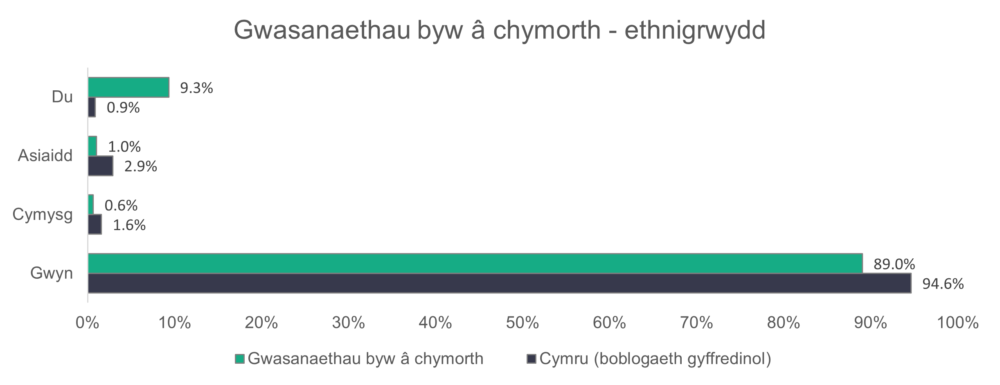 Gwasanaethau byw â chymorth - ethnigrwydd
Du
9.3%
0.9%
Asiaidd
1.0%
2.9%
Cymysg
0.6%
1.6%
Gwyn
89.0%
94.6%
0% 10% 20% 30% 40% 50% 60% 70% 80% 90% 100%
Gwasanaethau byw â chymorth Cymru (boblogaeth gyffredinol)